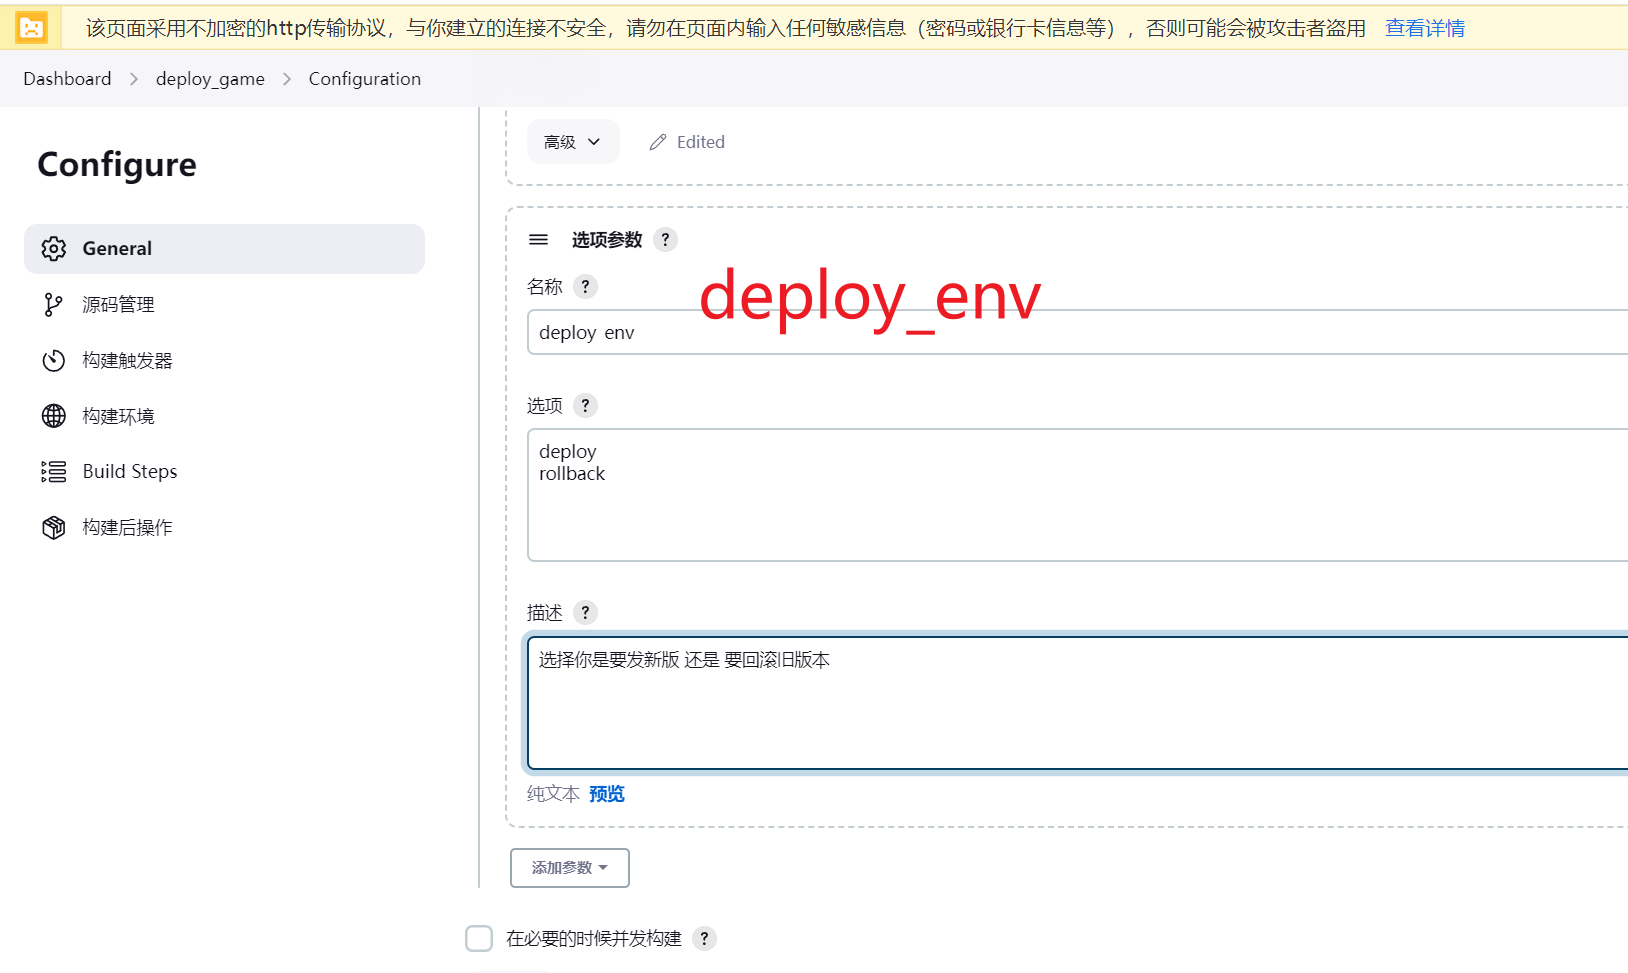 该页面采用不加密的http传输协议，与你建立的连接不安全，请勿在页面内输入任何敏感信息（密码或银行卡信息等），否则可能会被攻击者盗用 查看详情
Dashboard > deploy_game > Configuration
Configure
General
源码管理
构建触发器
构建环境
Build Steps
构建后操作
高级 Edited
选项参数 ?
名称 ?
deploy_env
deploy env
选项 ?
deploy
rollback
描述 ?
选择你是要发新版 还是 要回滚旧版本
纯文本 预览
添加参数
在必要的时候并发构建 ?